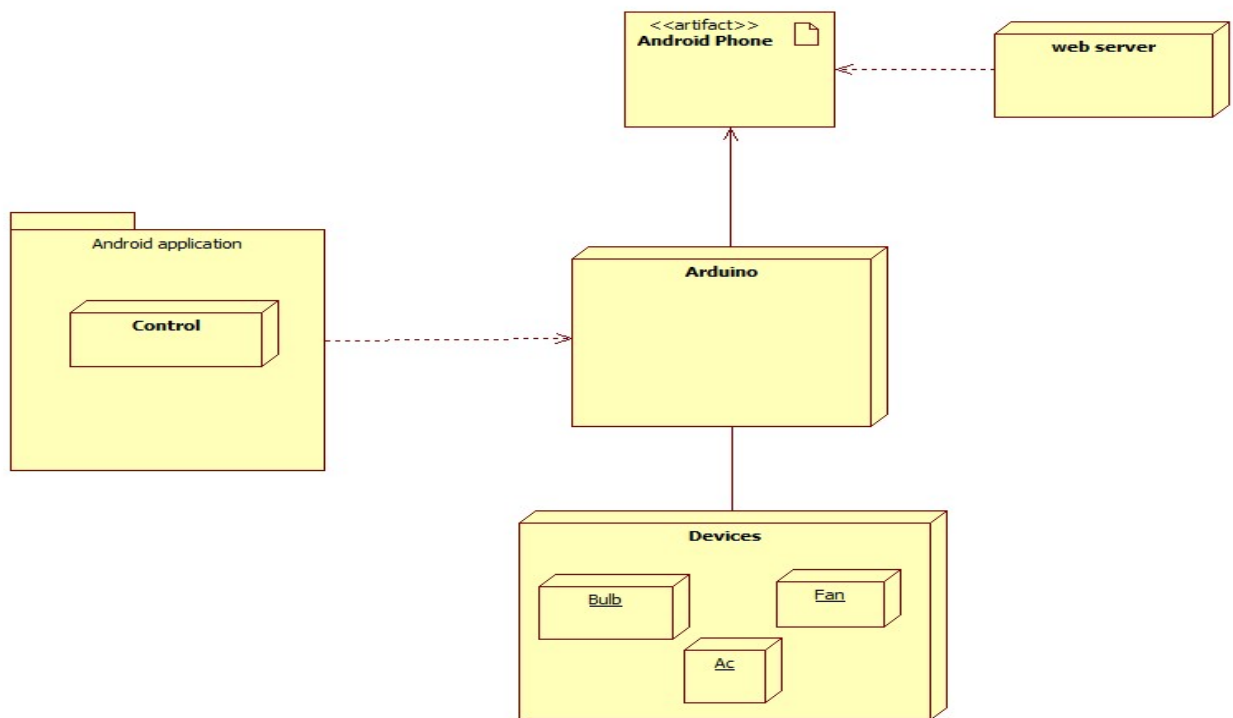 <<artifact>>
Android Phone
web server
Android application
Control
Arduino
Devices
Bulb
Fan
Ac